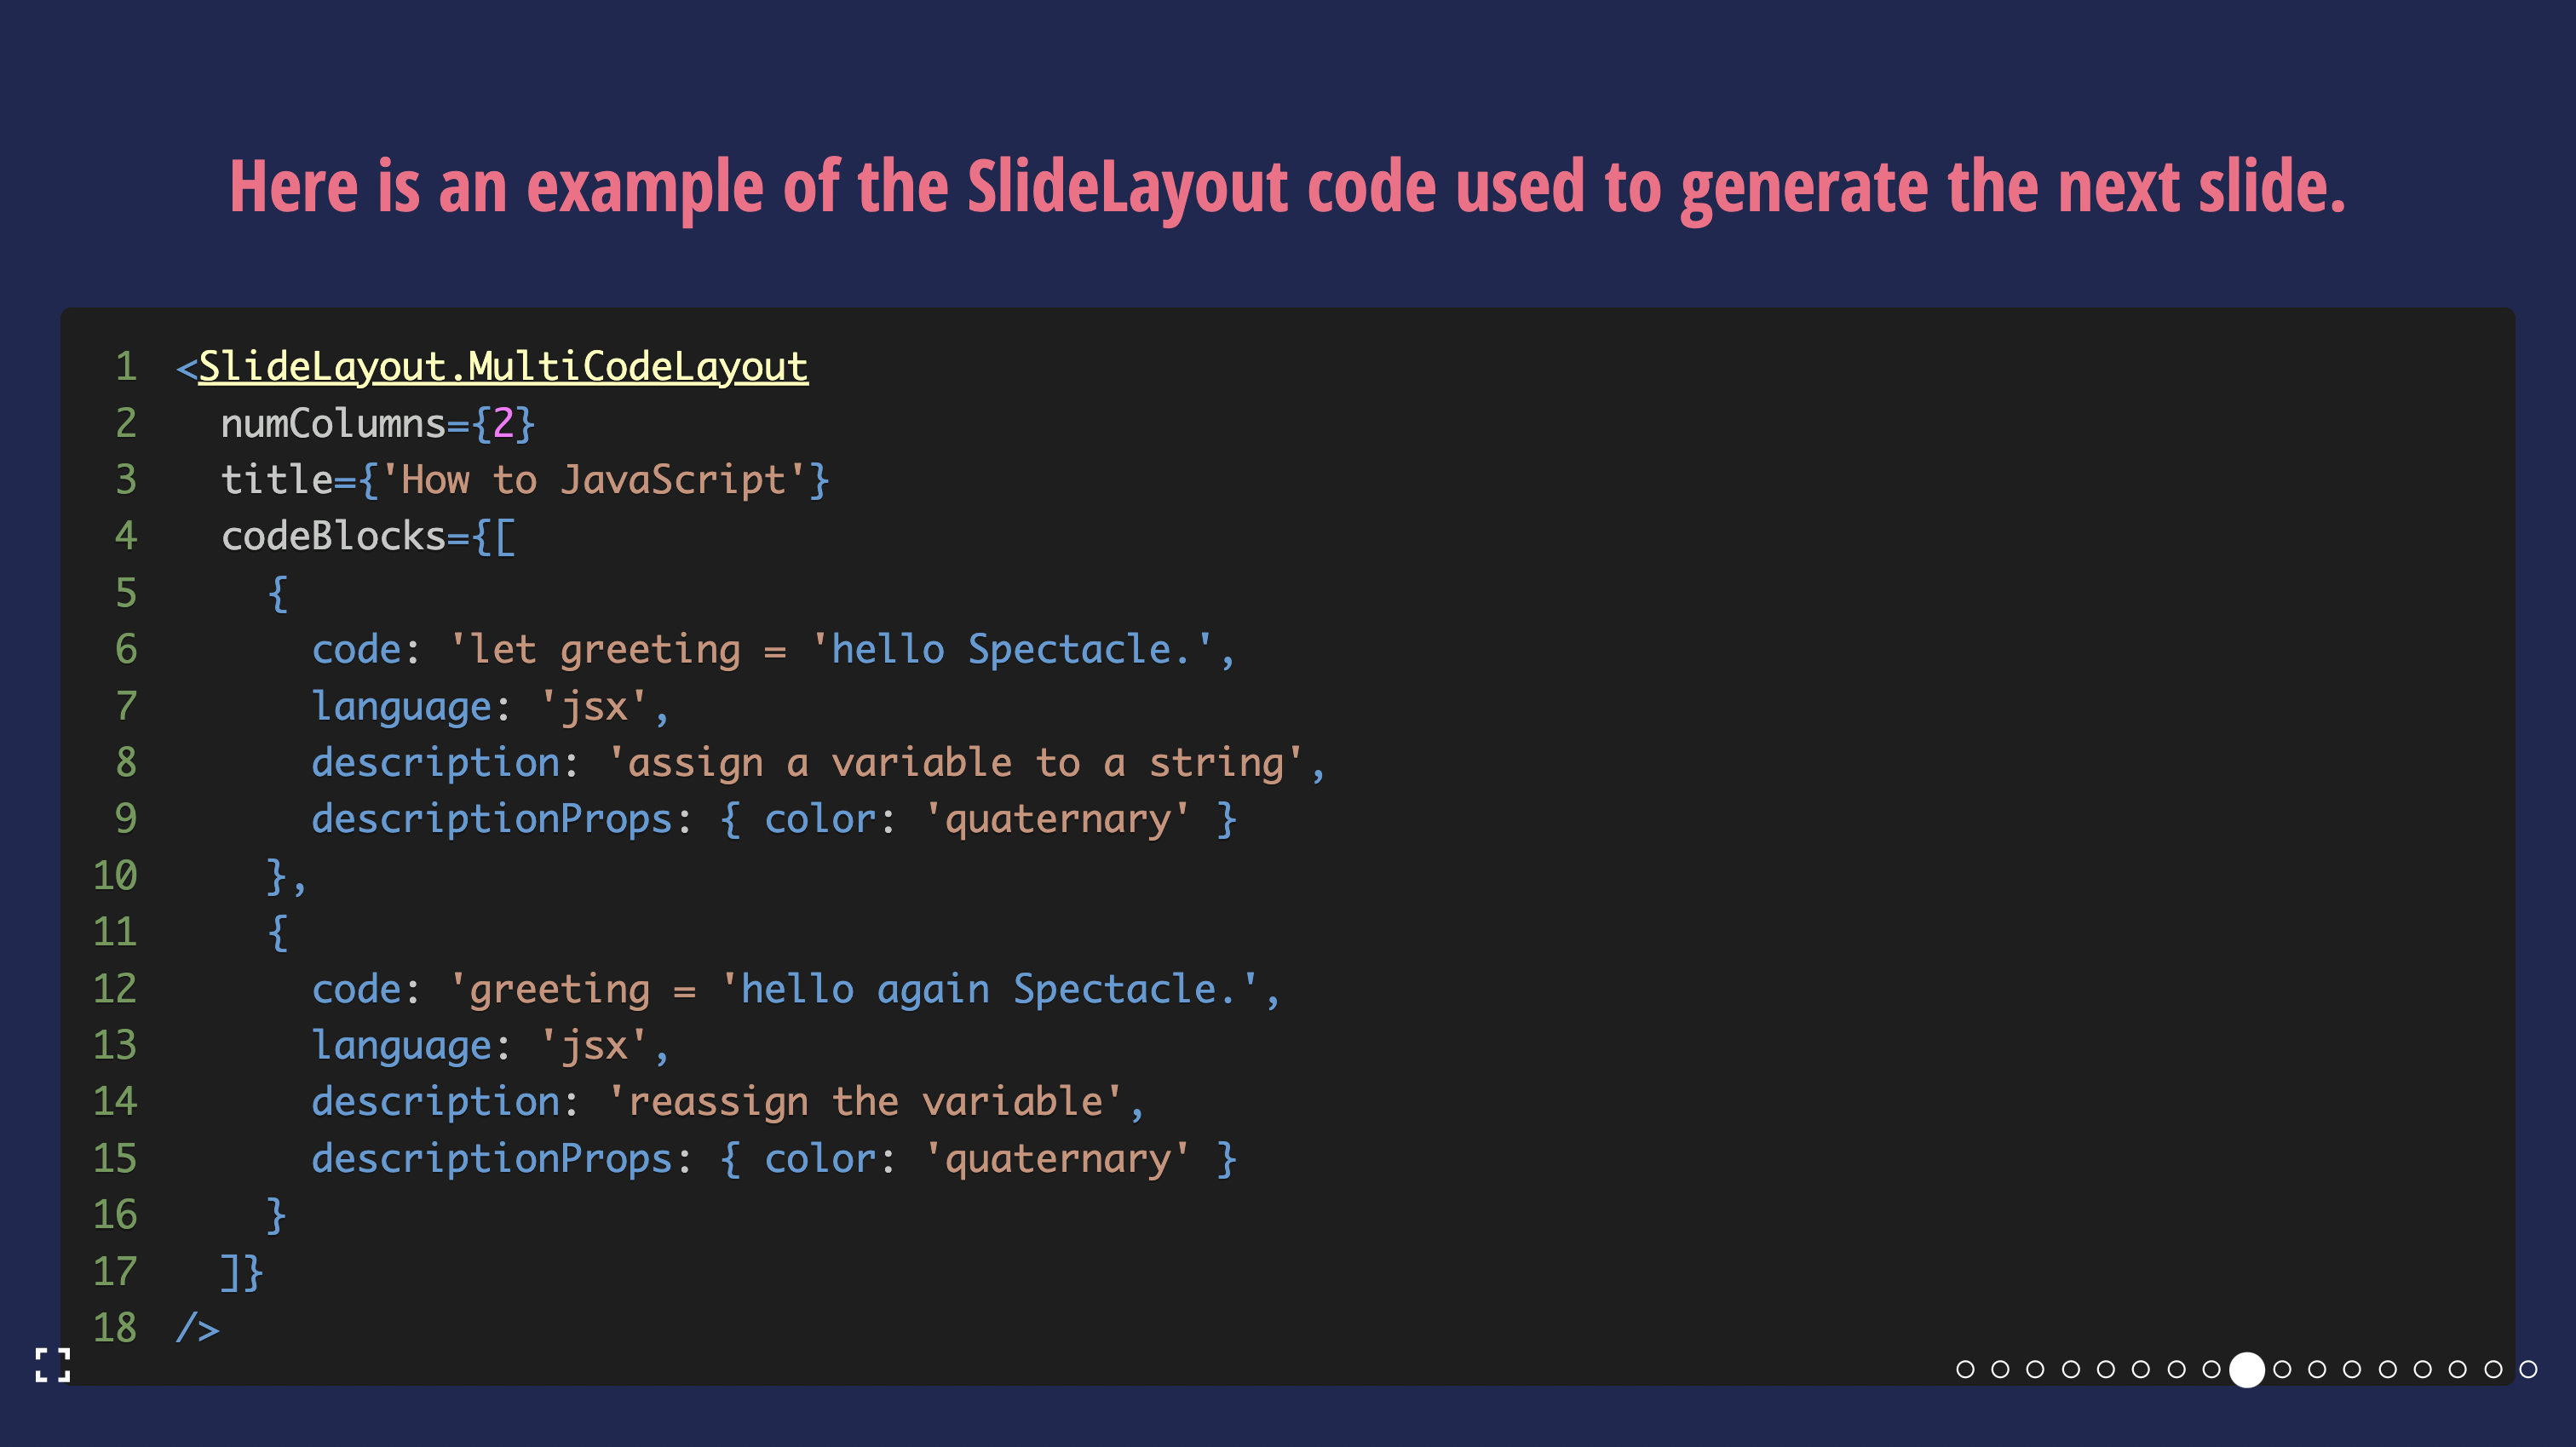 Here is an example of the SlideLayout code used to generate the next slide.
1 <SlideLayout.MultiCodeLayout
2   numColumns={2}
3   title={'How to JavaScript'}
4   codeBlocks={[
5     {
6       code: 'let greeting = 'hello Spectacle.',
7       language: 'jsx',
8       description: 'assign a variable to a string',
9       descriptionProps: { color: 'quaternary' }
10     },
11     {
12       code: 'greeting = 'hello again Spectacle.',
13       language: 'jsx',
14       description: 'reassign the variable',
15       descriptionProps: { color: 'quaternary' }
16     }
17   ]}
18 />